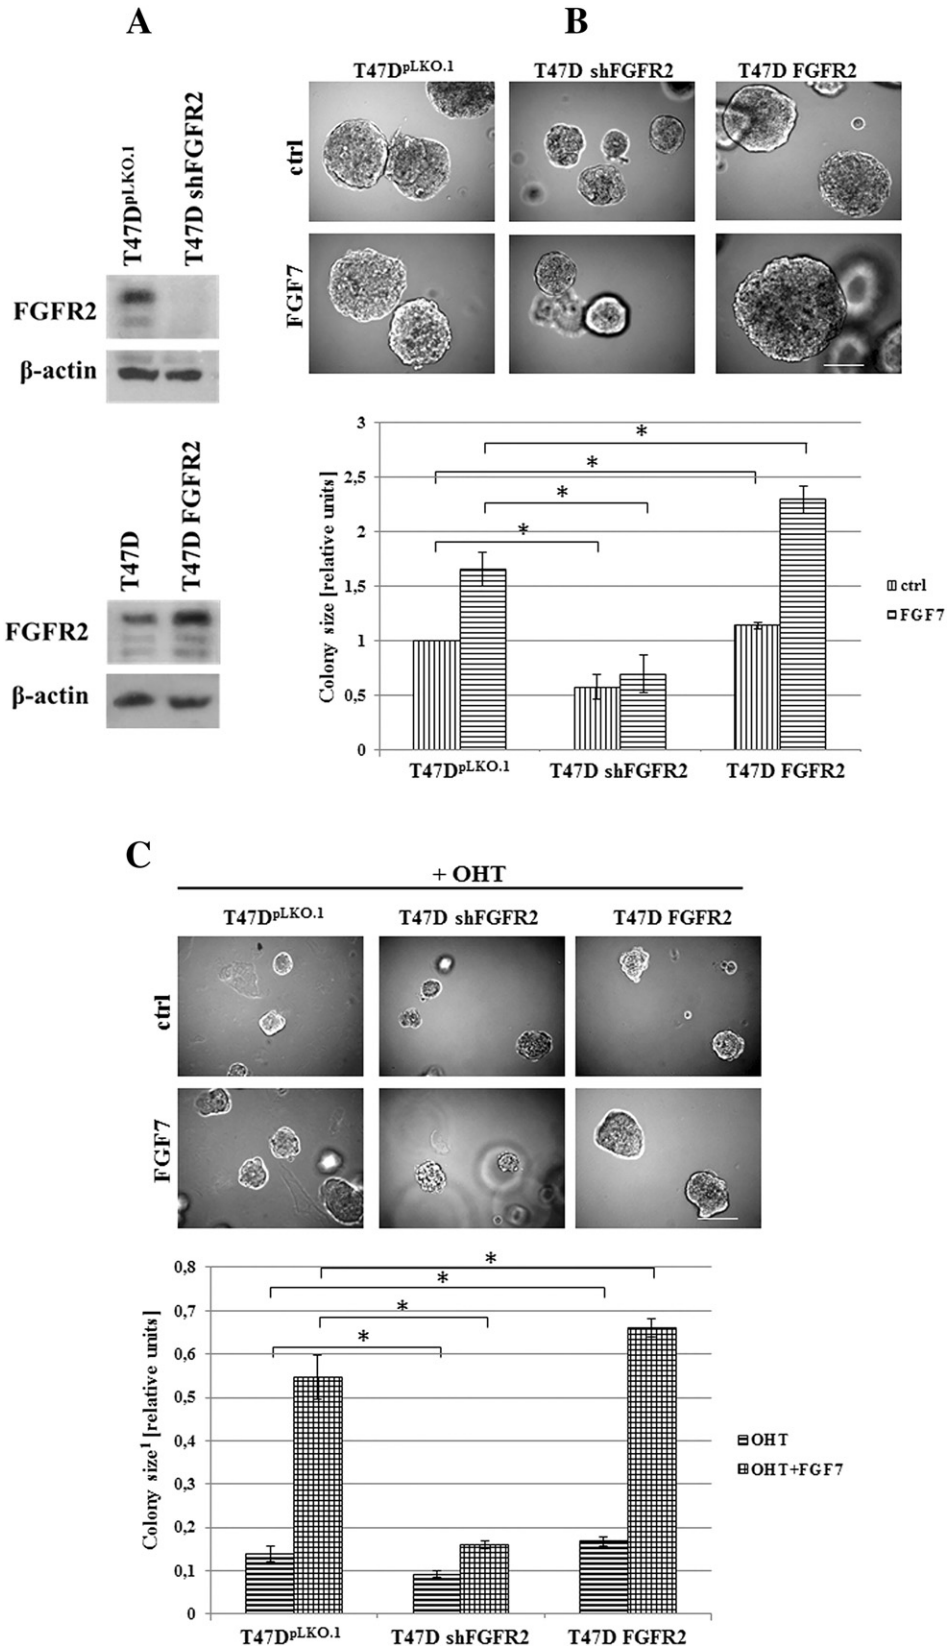 A
T47DpLKO.1
T47D shFGFR2
FGFR2
β-actin
T47D
T47D FGFR2
FGFR2
β-actin
B
T47DpLKO.1 T47D shFGFR2 T47D FGFR2
ctrl
FGF7
*
*
*
*
3
2,5
2
1,5
1
0,5
0
Colony size [relative units]
ctrl
FGF7
T47DpLKO.1 T47D shFGFR2 T47D FGFR2
C
+ OHT
T47DpLKO.1 T47D shFGFR2 T47D FGFR2
ctrl
FGF7
*
*
*
*
0,8
0,7
0,6
0,5
0,4
0,3
0,2
0,1
0
Colony size¹ [relative units]
OHT
OHT+FGF7
T47DpLKO.1 T47D shFGFR2 T47D FGFR2